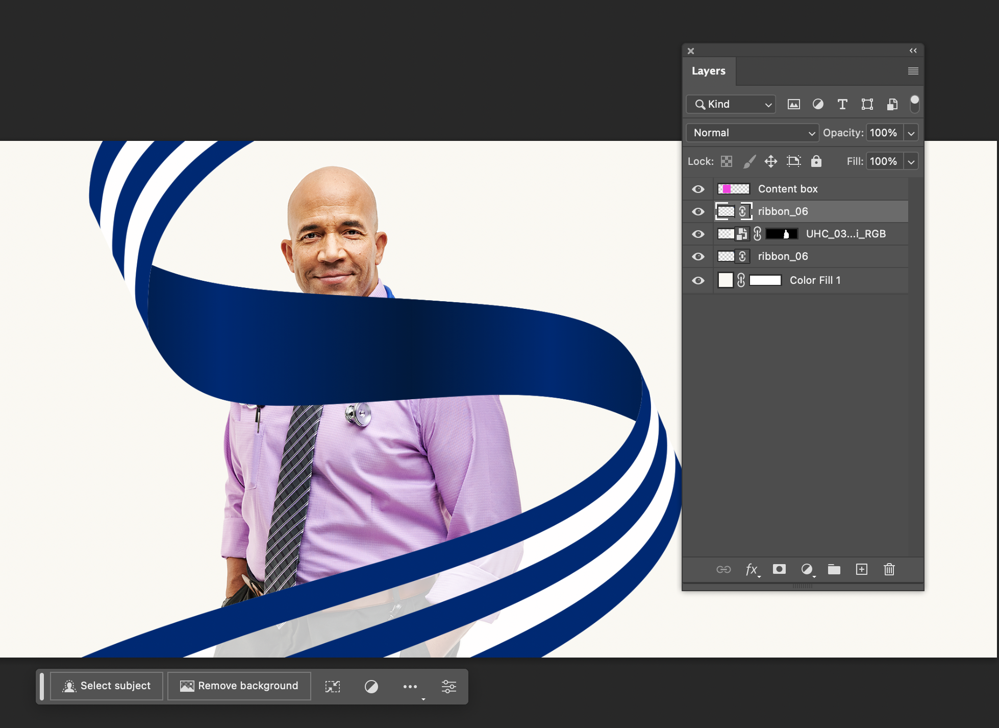 Layers
Kind
Normal
Opacity: 100%
Lock:
Fill: 100%
Content box
ribbon_06
UHC_03...i_RGB
ribbon_06
Color Fill 1
fx
Select subject
Remove background